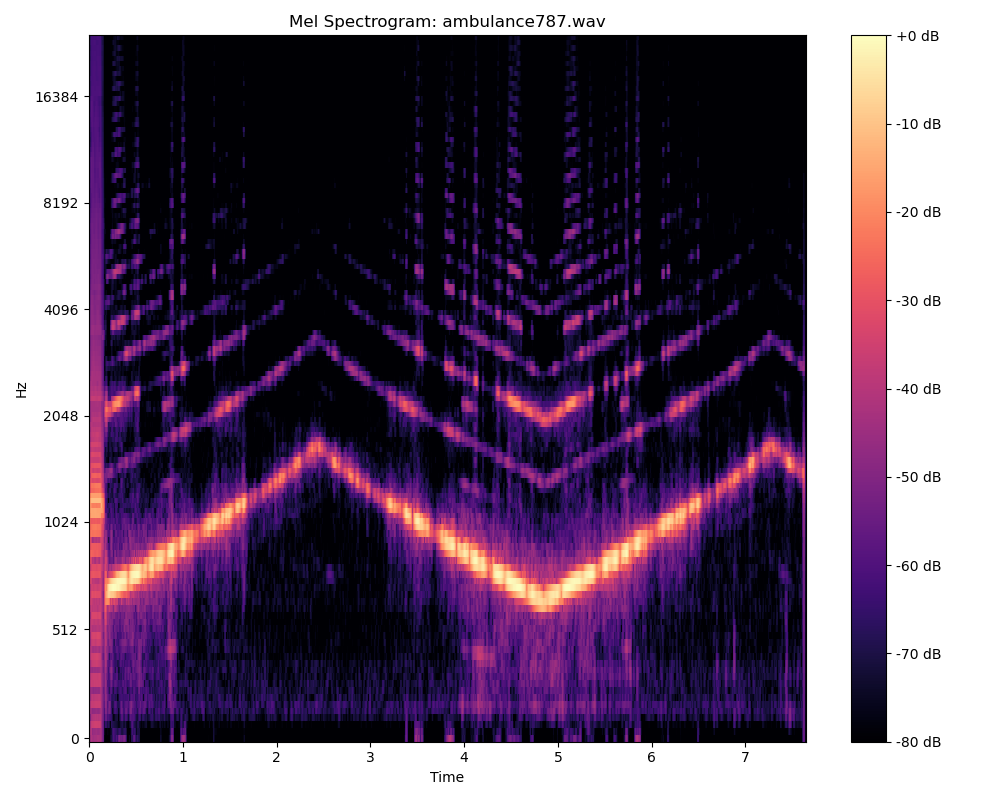 Mel Spectrogram: ambulance787.wav
+0 dB
16384
-10 dB
8192
-20 dB
4096
-30 dB
Hz
2048
-40 dB
-50 dB
1024
-60 dB
512
-70 dB
0
-80 dB
0 1 2 3 4 5 6 7
Time